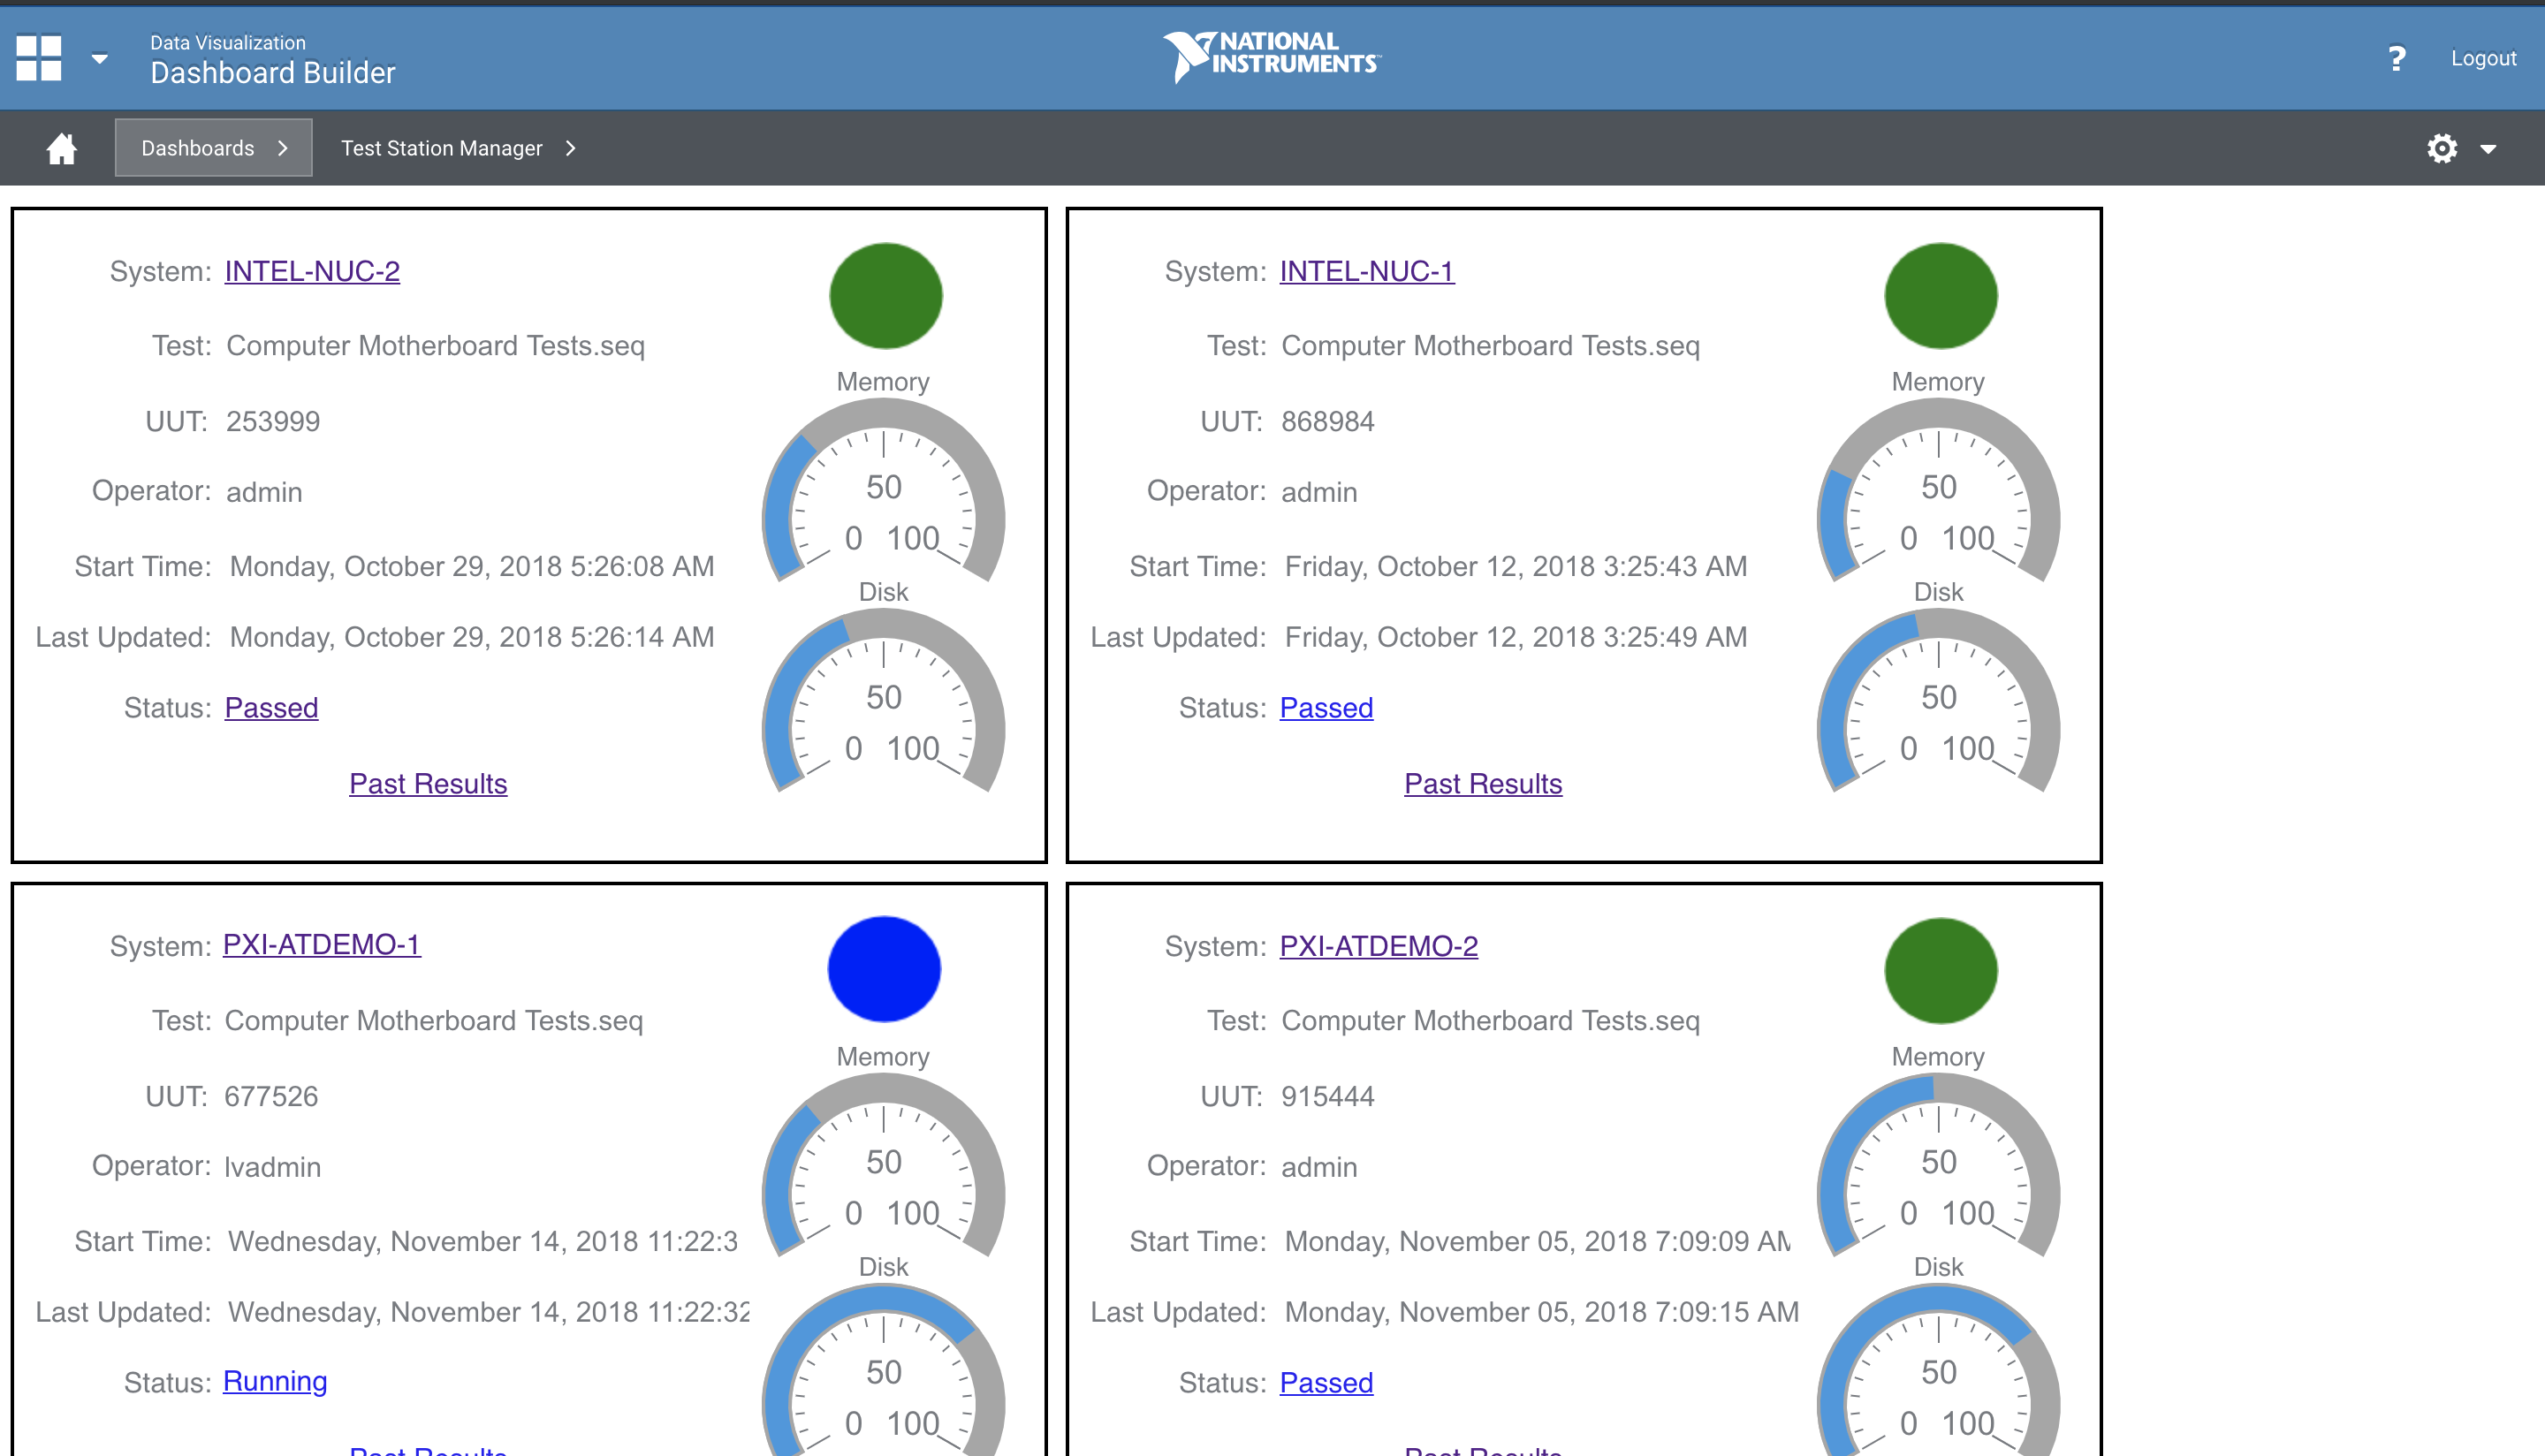 Data Visualization
Dashboard Builder
NATIONAL
INSTRUMENTS
?
Logout
Dashboards
Test Station Manager
System: INTEL-NUC-2
Test: Computer Motherboard Tests.seq
UUT: 253999
Operator: admin
Start Time: Monday, October 29, 2018 5:26:08 AM
Last Updated: Monday, October 29, 2018 5:26:14 AM
Status: Passed
Past Results
Memory
50
0 100
Disk
50
0 100
System: INTEL-NUC-1
Test: Computer Motherboard Tests.seq
UUT: 868984
Operator: admin
Start Time: Friday, October 12, 2018 3:25:43 AM
Last Updated: Friday, October 12, 2018 3:25:49 AM
Status: Passed
Past Results
Memory
50
0 100
Disk
50
0 100
System: PXI-ATDEMO-1
Test: Computer Motherboard Tests.seq
UUT: 677526
Operator: lvadmin
Start Time: Wednesday, November 14, 2018 11:22:3
Last Updated: Wednesday, November 14, 2018 11:22:32
Status: Running
Past Results
Memory
50
0 100
Disk
50
0 100
System: PXI-ATDEMO-2
Test: Computer Motherboard Tests.seq
UUT: 915444
Operator: admin
Start Time: Monday, November 05, 2018 7:09:09 AM
Last Updated: Monday, November 05, 2018 7:09:15 AM
Status: Passed
Past Results
Memory
50
0 100
Disk
50
0 100